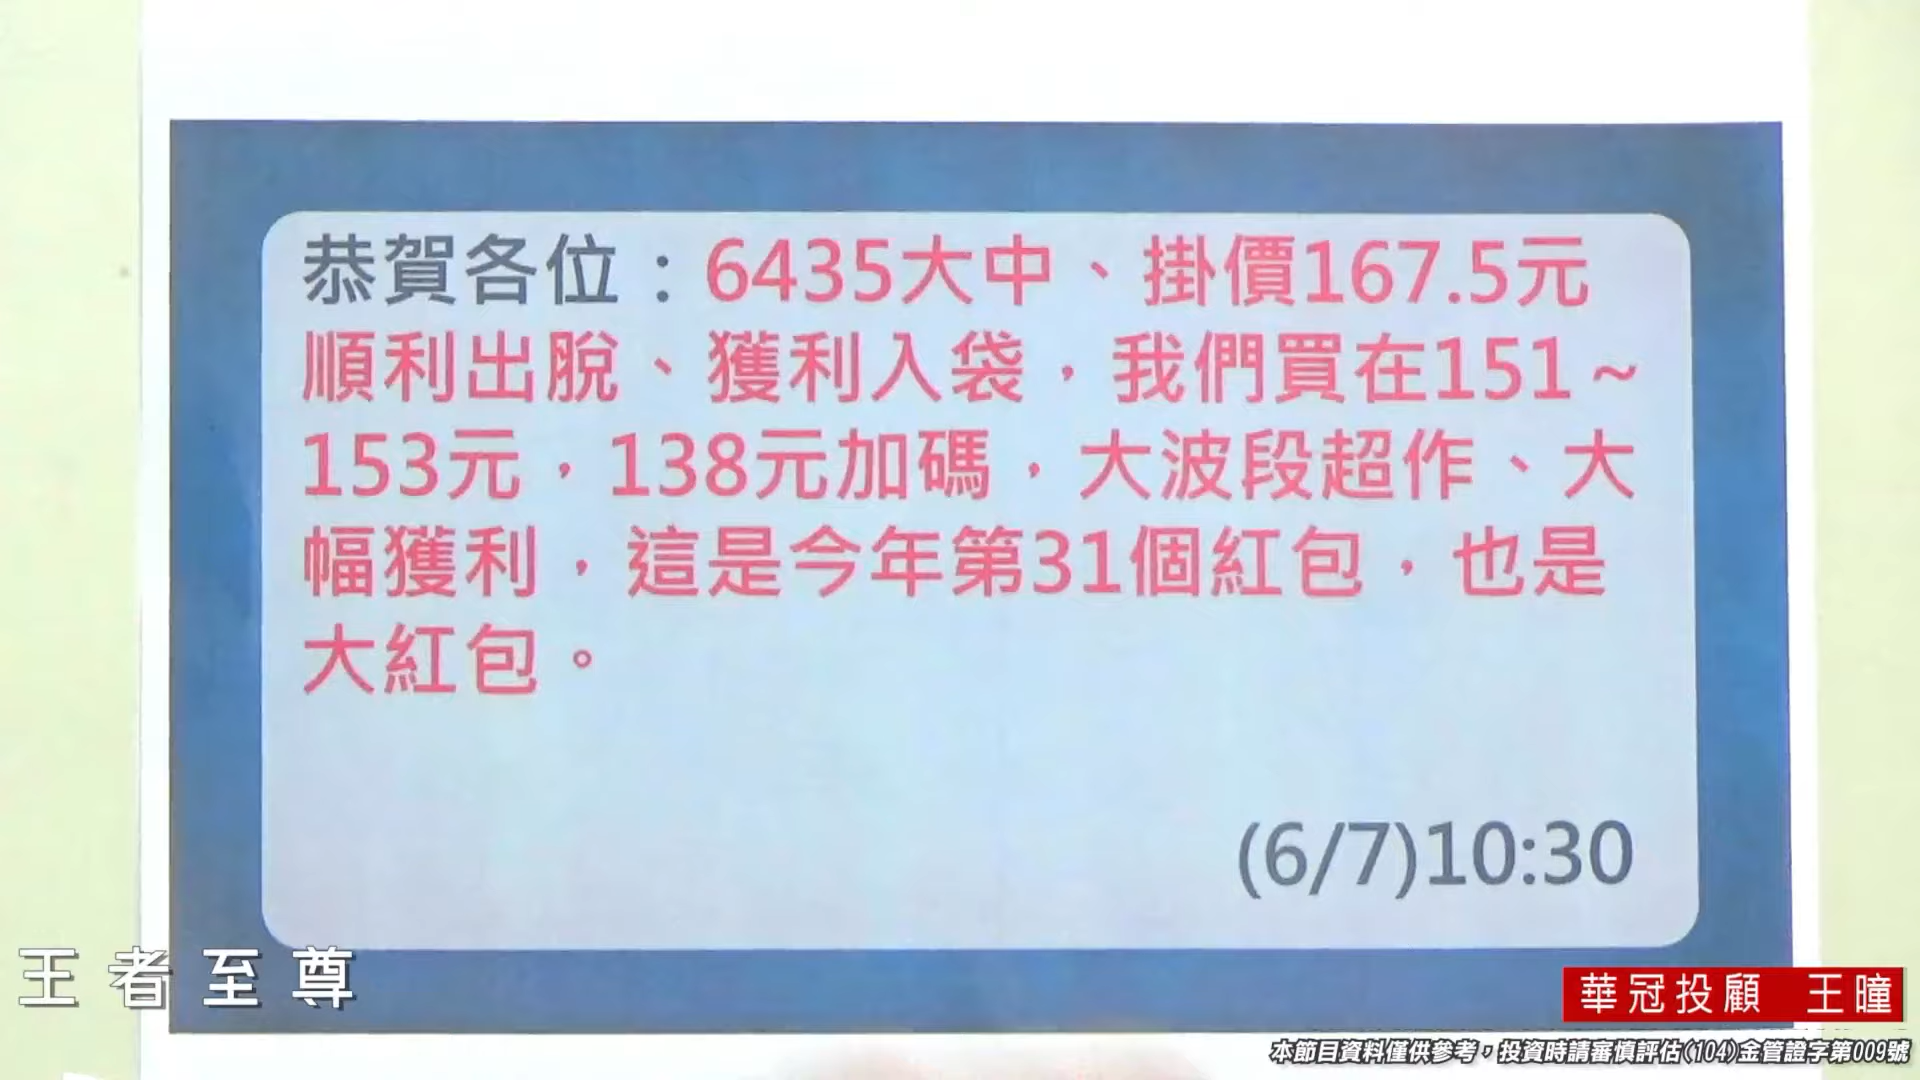 恭賀各位：6435大中、掛價167.5元
順利出脫、獲利入袋，我們買在151～
153元，138元加碼，大波段超作、大
幅獲利，這是今年第31個紅包，也是
大紅包。
(6/7)10:30
王者至尊
華冠投顧 王曈
本節目資料僅供參考，投資時請審慎評估(104)金管證字第009號